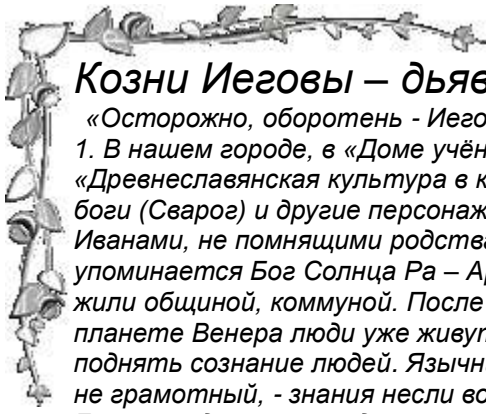 Козни Иеговы –
«Осторожно, оборотень -
1. В нашем городе, в «Доме
«Древнеславянская культура в
боги (Сварог) и другие
Иванами, не помнящими
упоминается Бог Солнца Ра –
жили общиной, коммуной. После
планете Венера люди уже
поднять сознание людей.
не грамотный, - знания несли